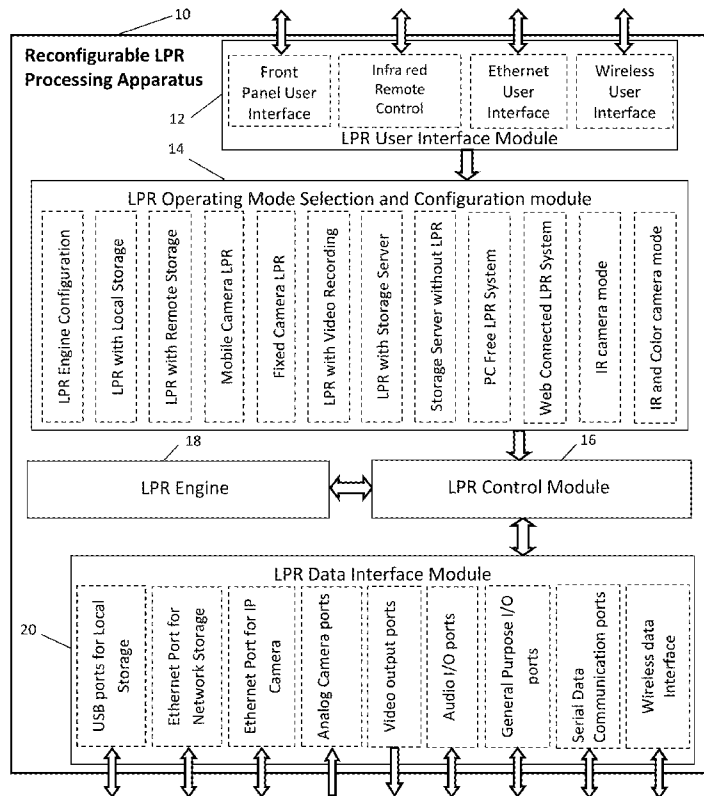 10
Reconfigurable LPR
Processing Apparatus
12
Front
Panel User
Interface
Infra red
Remote
Control
Ethernet
User
Interface
Wireless
User
Interface
LPR User Interface Module
14
LPR Operating Mode Selection and Configuration module
LPR Engine Configuration
LPR with Local Storage
LPR with Remote Storage
Mobile Camera LPR
Fixed Camera LPR
LPR with Video Recording
LPR with Storage Server
Storage Server without LPR
PC Free LPR System
Web Connected LPR System
IR camera mode
IR and Color camera mode
18
LPR Engine
16
LPR Control Module
LPR Data Interface Module
20
USB ports for Local
Storage
Ethernet Port for
Network Storage
Ethernet Port for IP
Camera
Analog Camera ports
Video output ports
Audio I/O ports
General Purpose I/O
ports
Serial Data
Communication ports
Wireless data
Interface